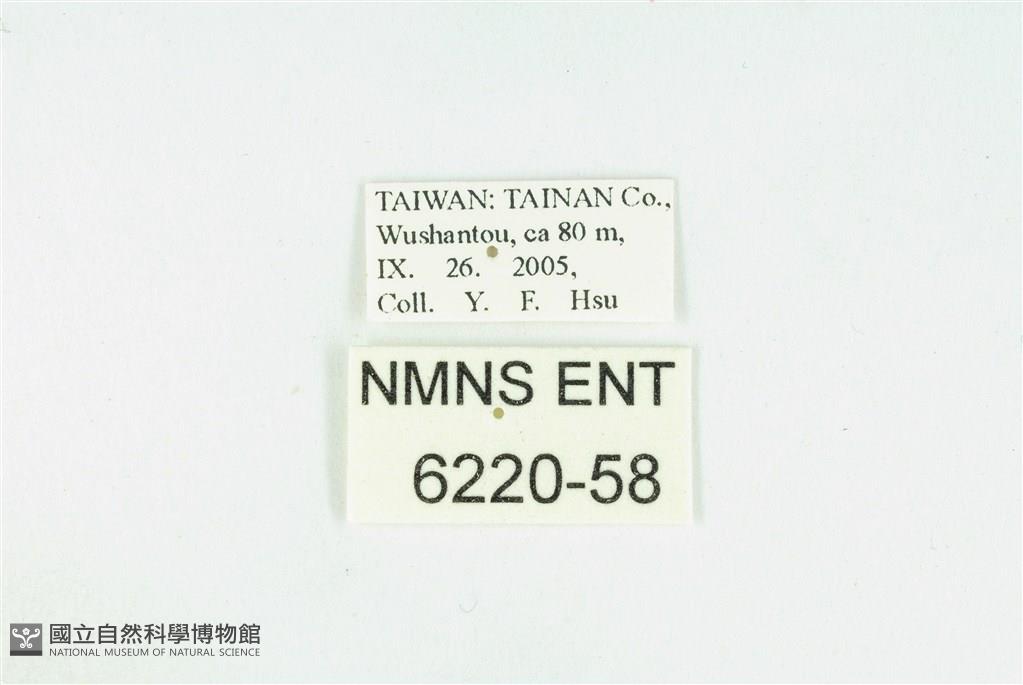 TAIWAN: TAINAN Co.,
Wushantou, ca 80 m,
IX. 26. 2005,
Coll. Y. F. Hsu
NMNS ENT
6220-58
國立自然科學博物館
NATIONAL MUSEUM OF NATURAL SCIENCE